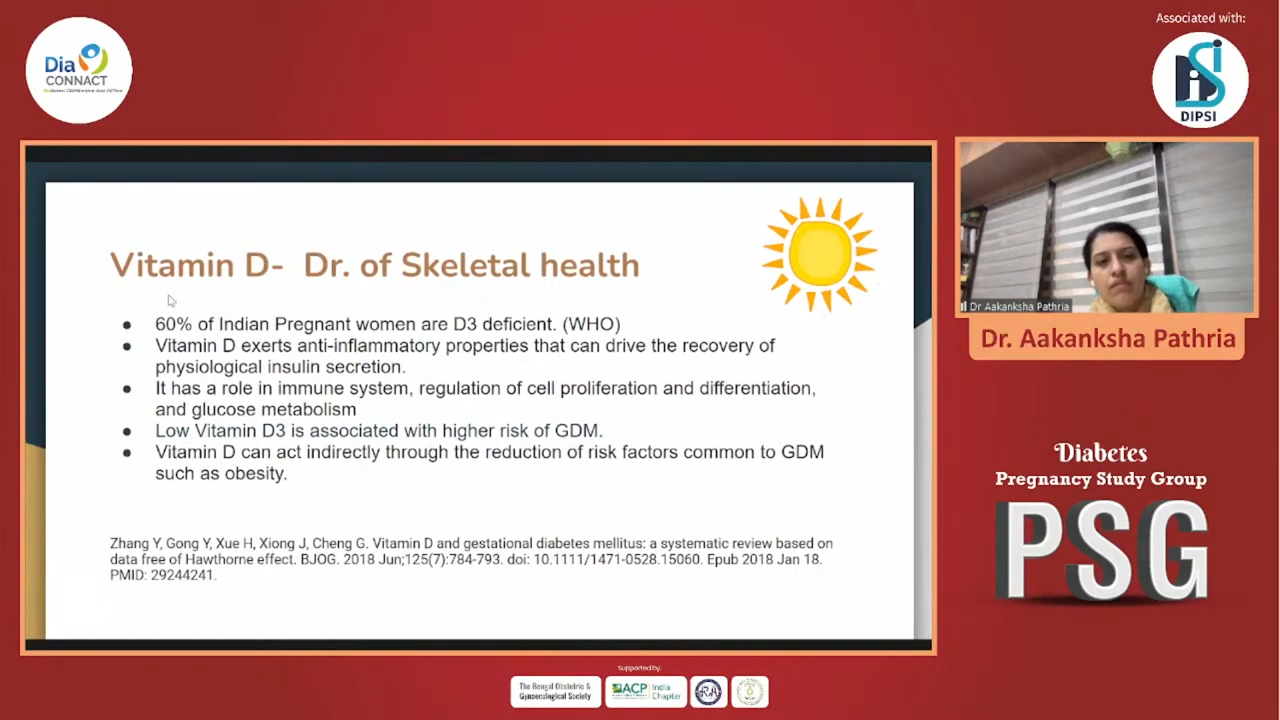 Associated with:
Dia
CONNACT
DiPSi
DIPSI
Vitamin D- Dr. of Skeletal health
● 60% of Indian Pregnant women are D3 deficient. (WHO)
● Vitamin D exerts anti-inflammatory properties that can drive the recovery of
physiological insulin secretion.
● It has a role in immune system, regulation of cell proliferation and differentiation,
and glucose metabolism
● Low Vitamin D3 is associated with higher risk of GDM.
● Vitamin D can act indirectly through the reduction of risk factors common to GDM
such as obesity.
Zhang Y, Gong Y, Xue H, Xiong J, Cheng G. Vitamin D and gestational diabetes mellitus: a systematic review based on
data free of Hawthorne effect. BJOG. 2018 Jun;125(7):784-793. doi: 10.1111/1471-0528.15060. Epub 2018 Jan 18.
PMID: 29244241.
Dr Aakanksha Pathria
Dr. Aakanksha Pathria
Diabetes
Pregnancy Study Group
PSG
Supported by:
The Bengal Obstetric &
Gynaecological Society
ACP
India
Chapter